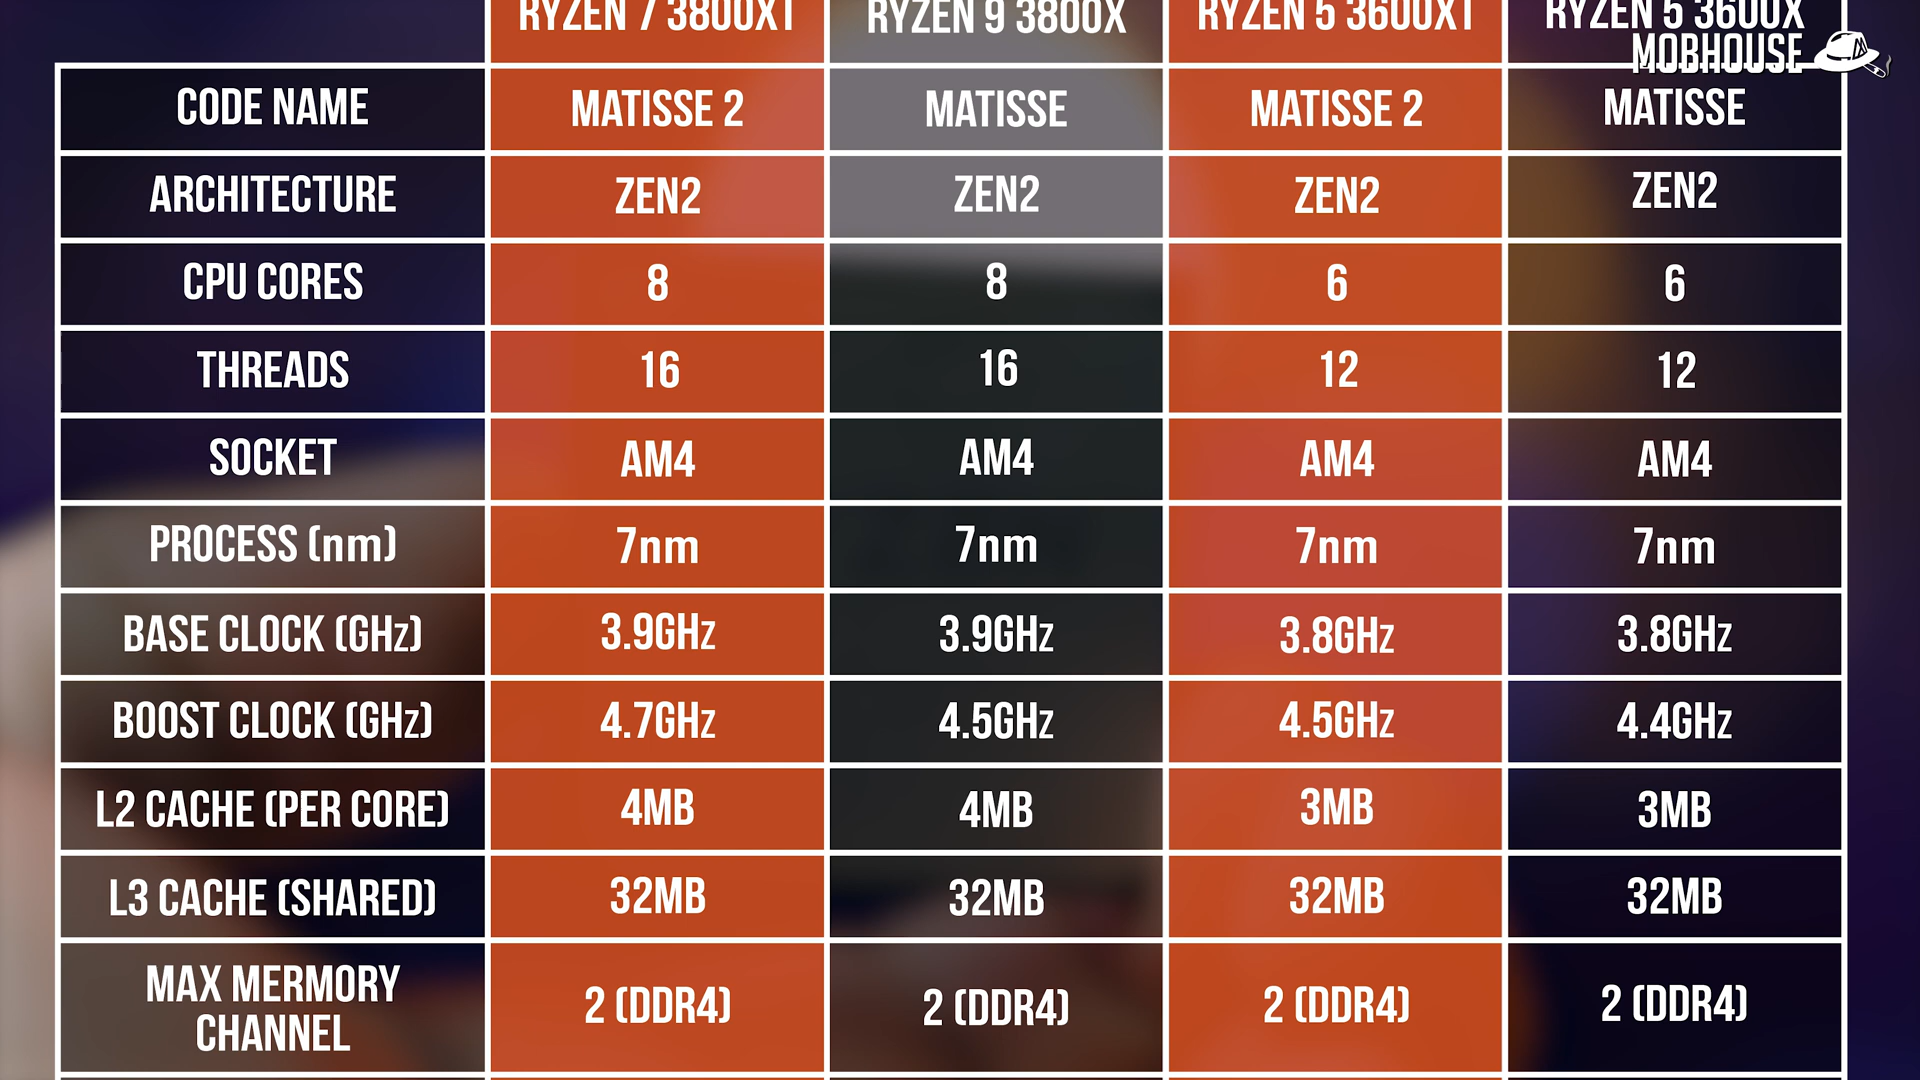 RYZEN 7 3800XT RYZEN 9 3800X RYZEN 5 3600XT RYZEN 5 3600X
MOBHOUSE
CODE NAME MATISSE 2 MATISSE MATISSE 2 MATISSE
ARCHITECTURE ZEN2 ZEN2 ZEN2 ZEN2
CPU CORES 8 8 6 6
THREADS 16 16 12 12
SOCKET AM4 AM4 AM4 AM4
PROCESS (nm) 7nm 7nm 7nm 7nm
BASE CLOCK (GHz) 3.9GHz 3.9GHz 3.8GHz 3.8GHz
BOOST CLOCK (GHz) 4.7GHz 4.5GHz 4.5GHz 4.4GHz
L2 CACHE (PER CORE) 4MB 4MB 3MB 3MB
L3 CACHE (SHARED) 32MB 32MB 32MB 32MB
MAX MERMORY
CHANNEL 2 (DDR4) 2 (DDR4) 2 (DDR4) 2 (DDR4)